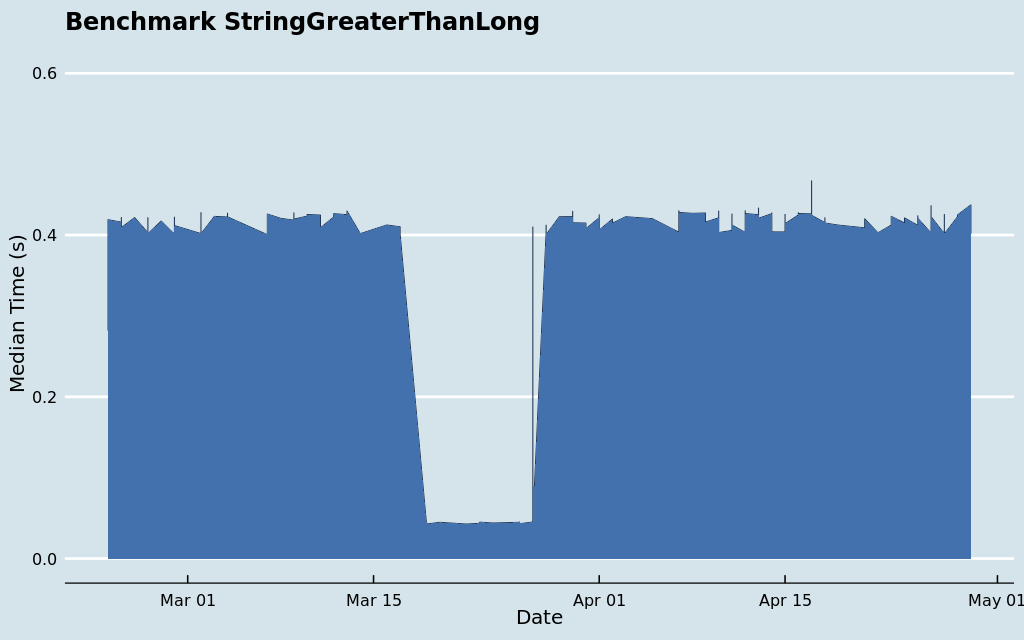 Benchmark StringGreaterThanLong
Median Time (s)
0.6
0.4
0.2
0.0
Mar 01
Mar 15
Apr 01
Apr 15
May 01
Date